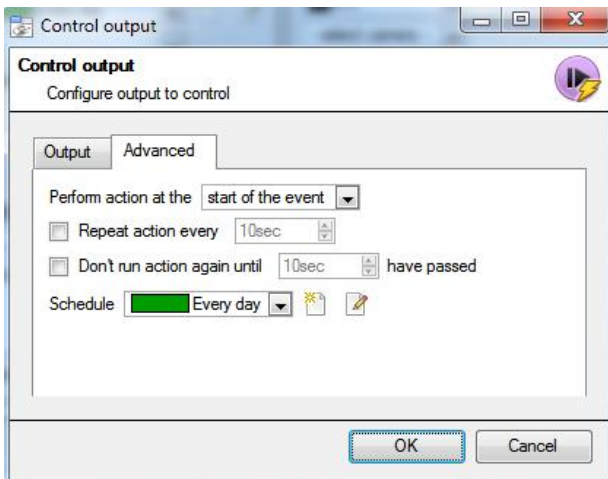 Control output
Control output
Configure output to control
Output Advanced
Perform action at the start of the event
Repeat action every 10sec
Don't run action again until 10sec have passed
Schedule Every day
OK Cancel